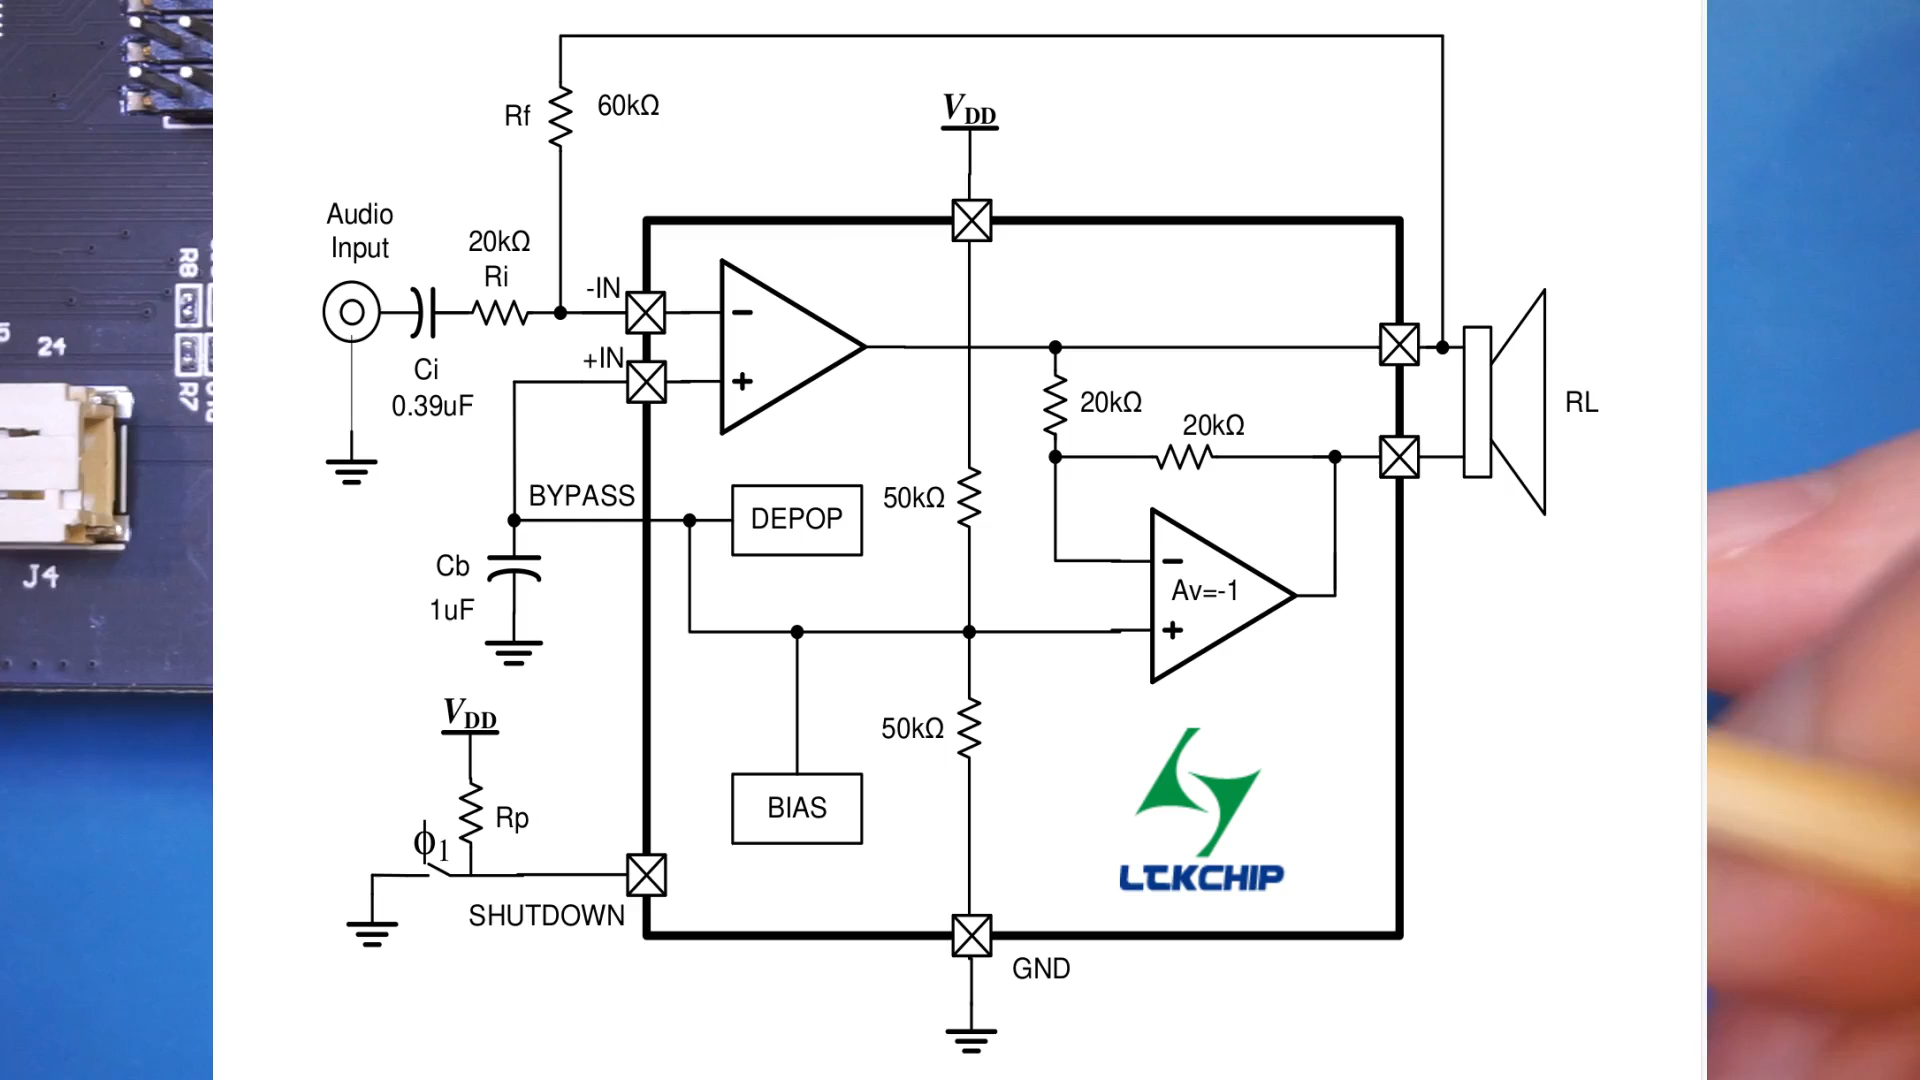 Rf
60kΩ
VDD
Audio
Input
20kΩ
Ri
-IN
+IN
Ci
0.39uF
20kΩ
20kΩ
RL
BYPASS
DEPOP
50kΩ
Cb
1uF
Av=-1
VDD
50kΩ
Rp
ϕ1
BIAS
LTKCHIP
SHUTDOWN
GND
R8
24
R7
J4